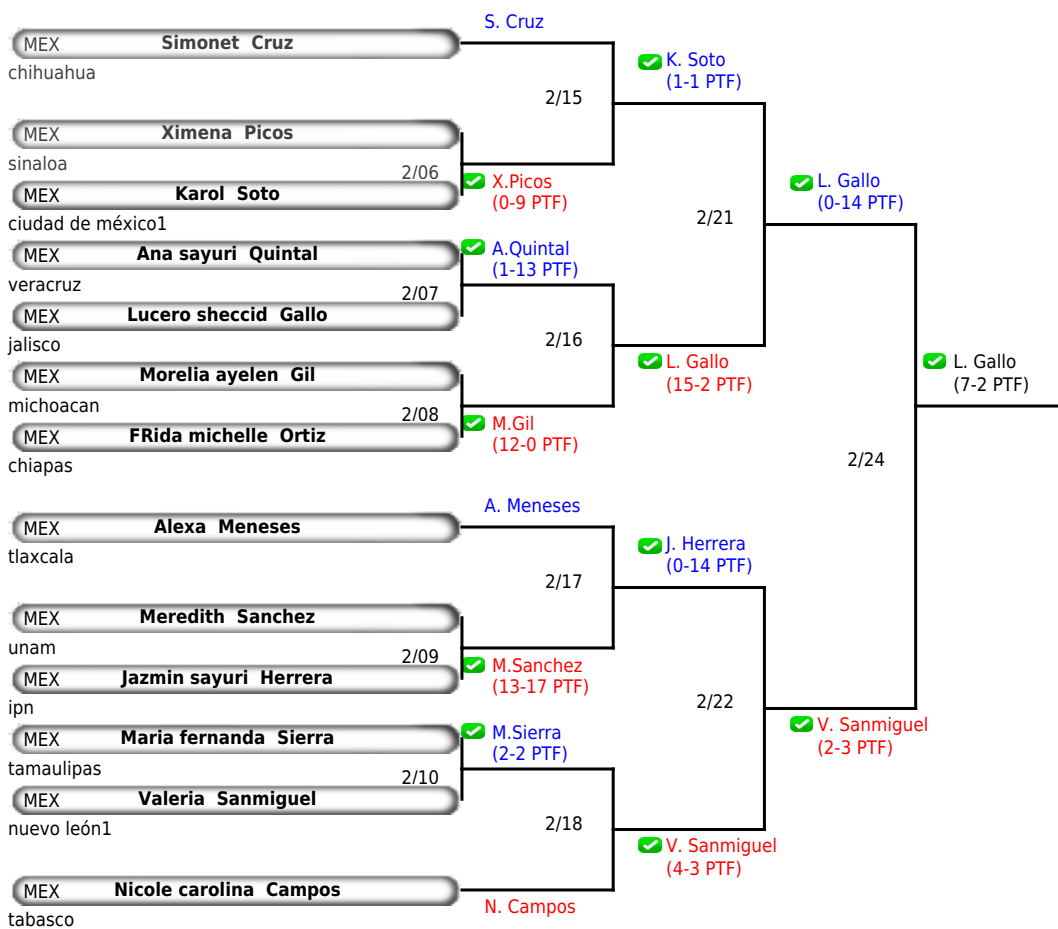 S. Cruz
MEX Simonet Cruz
chihuahua
K. Soto
(1-1 PTF)
2/15
MEX Ximena Picos
sinaloa
2/06
X.Picos
(0-9 PTF)
MEX Karol Soto
ciudad de méxico1
L. Gallo
(0-14 PTF)
2/21
MEX Ana sayuri Quintal
veracruz
A.Quintal
(1-13 PTF)
2/07
MEX Lucero sheccid Gallo
jalisco
2/16
L. Gallo
(15-2 PTF)
L. Gallo
(7-2 PTF)
MEX Morelia ayelen Gil
michoacan
2/08
M.Gil
(12-0 PTF)
MEX FRida michelle Ortiz
chiapas
2/24
A. Meneses
MEX Alexa Meneses
tlaxcala
J. Herrera
(0-14 PTF)
2/17
MEX Meredith Sanchez
unam
2/09
M.Sanchez
(13-17 PTF)
MEX Jazmin sayuri Herrera
ipn
2/22
V. Sanmiguel
(2-3 PTF)
MEX Maria fernanda Sierra
tamaulipas
M.Sierra
(2-2 PTF)
2/10
MEX Valeria Sanmiguel
nuevo león1
2/18
V. Sanmiguel
(4-3 PTF)
MEX Nicole carolina Campos
tabasco
N. Campos